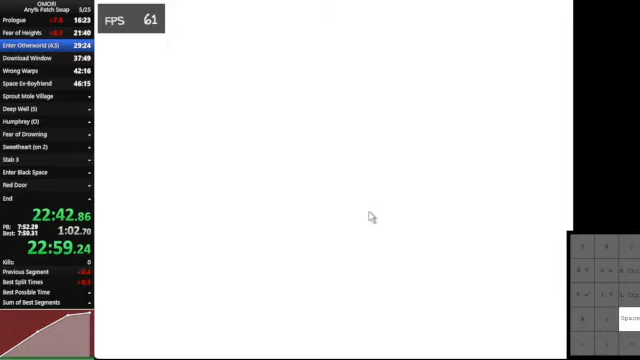 OMORI
Any% Patch Swap 5/25
Prologue +7.8 16:23
Fear of Heights +8.5 21:40
Enter Otherworld (4.5) 29:24
Download Window 37:49
Wrong Warps 42:16
Space Ex-Boyfriend 46:15
Sprout Mole Village -
Deep Well (5) -
Humphrey (O) -
Fear of Drowning -
Sweetheart (on 2) -
Stab 3 -
Enter Black Space -
Red Door -
End -
22:42.86
PB: 7:52.29
Best: 7:50.31
1:02.70
22:59.24
Kills: 0
Previous Segment +0.4
Best Split Times +8.5
Best Possible Time -
Sum of Best Segments -
FPS 61
Space